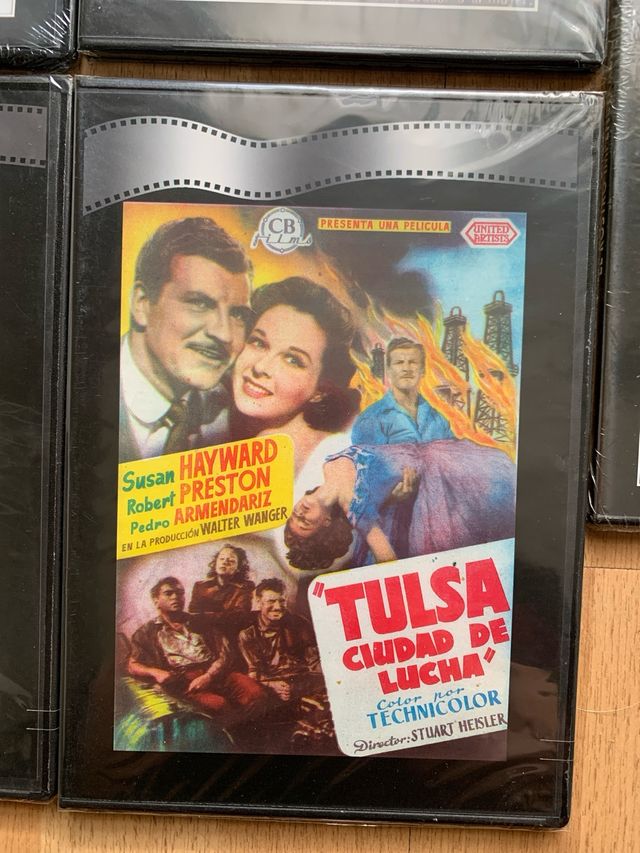 CB
films
PRESENTA UNA PELICULA
UNITED
ARTISTS
Susan HAYWARD
Robert PRESTON
Pedro ARMENDARIZ
EN LA PRODUCCIÓN WALTER WANGER
"TULSA
CIUDAD DE
LUCHA"
Color por
TECHNICOLOR
Director: STUART HEISLER